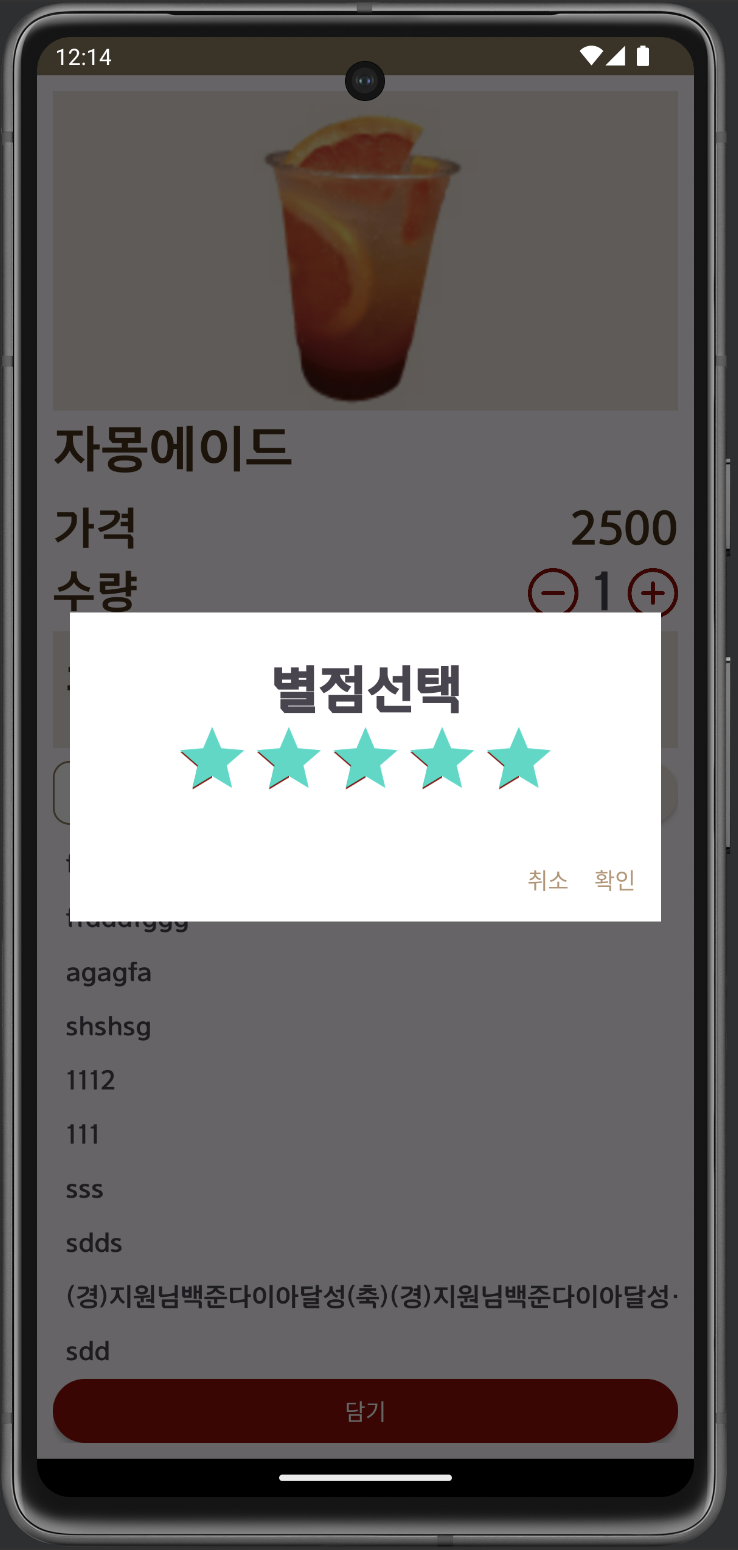 12:14
자몽에이드
가격 2500
수량 1
별점선택
취소 확인
agagfa
shshsg
1112
111
sss
sdds
(경)지원님백준다이아달성(축)(경)지원님백준다이아달성
sdd
담기